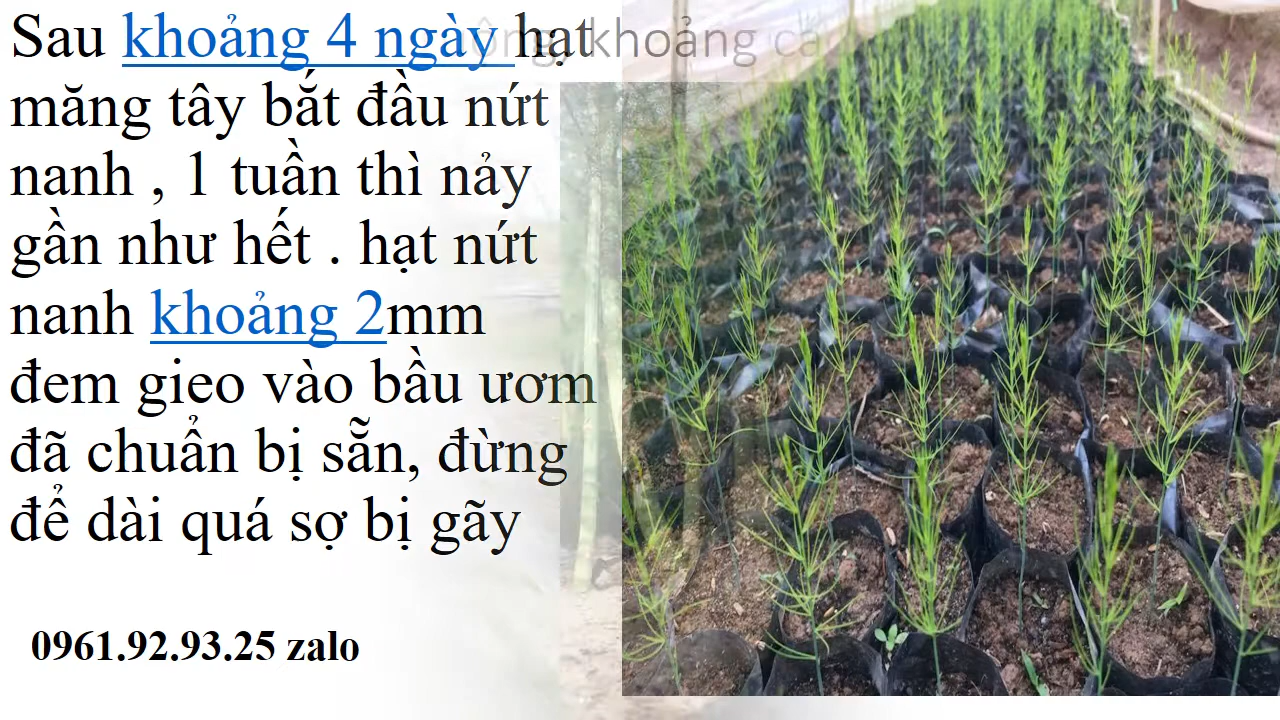 Sau khoảng 4 ngày hạt
măng tây bắt đầu nứt
nanh , 1 tuần thì nảy
gần như hết . hạt nứt
nanh khoảng 2mm
đem gieo vào bầu ươm
đã chuẩn bị sẵn, đừng
để dài quá sợ bị gãy
0961.92.93.25 zalo
khoảng